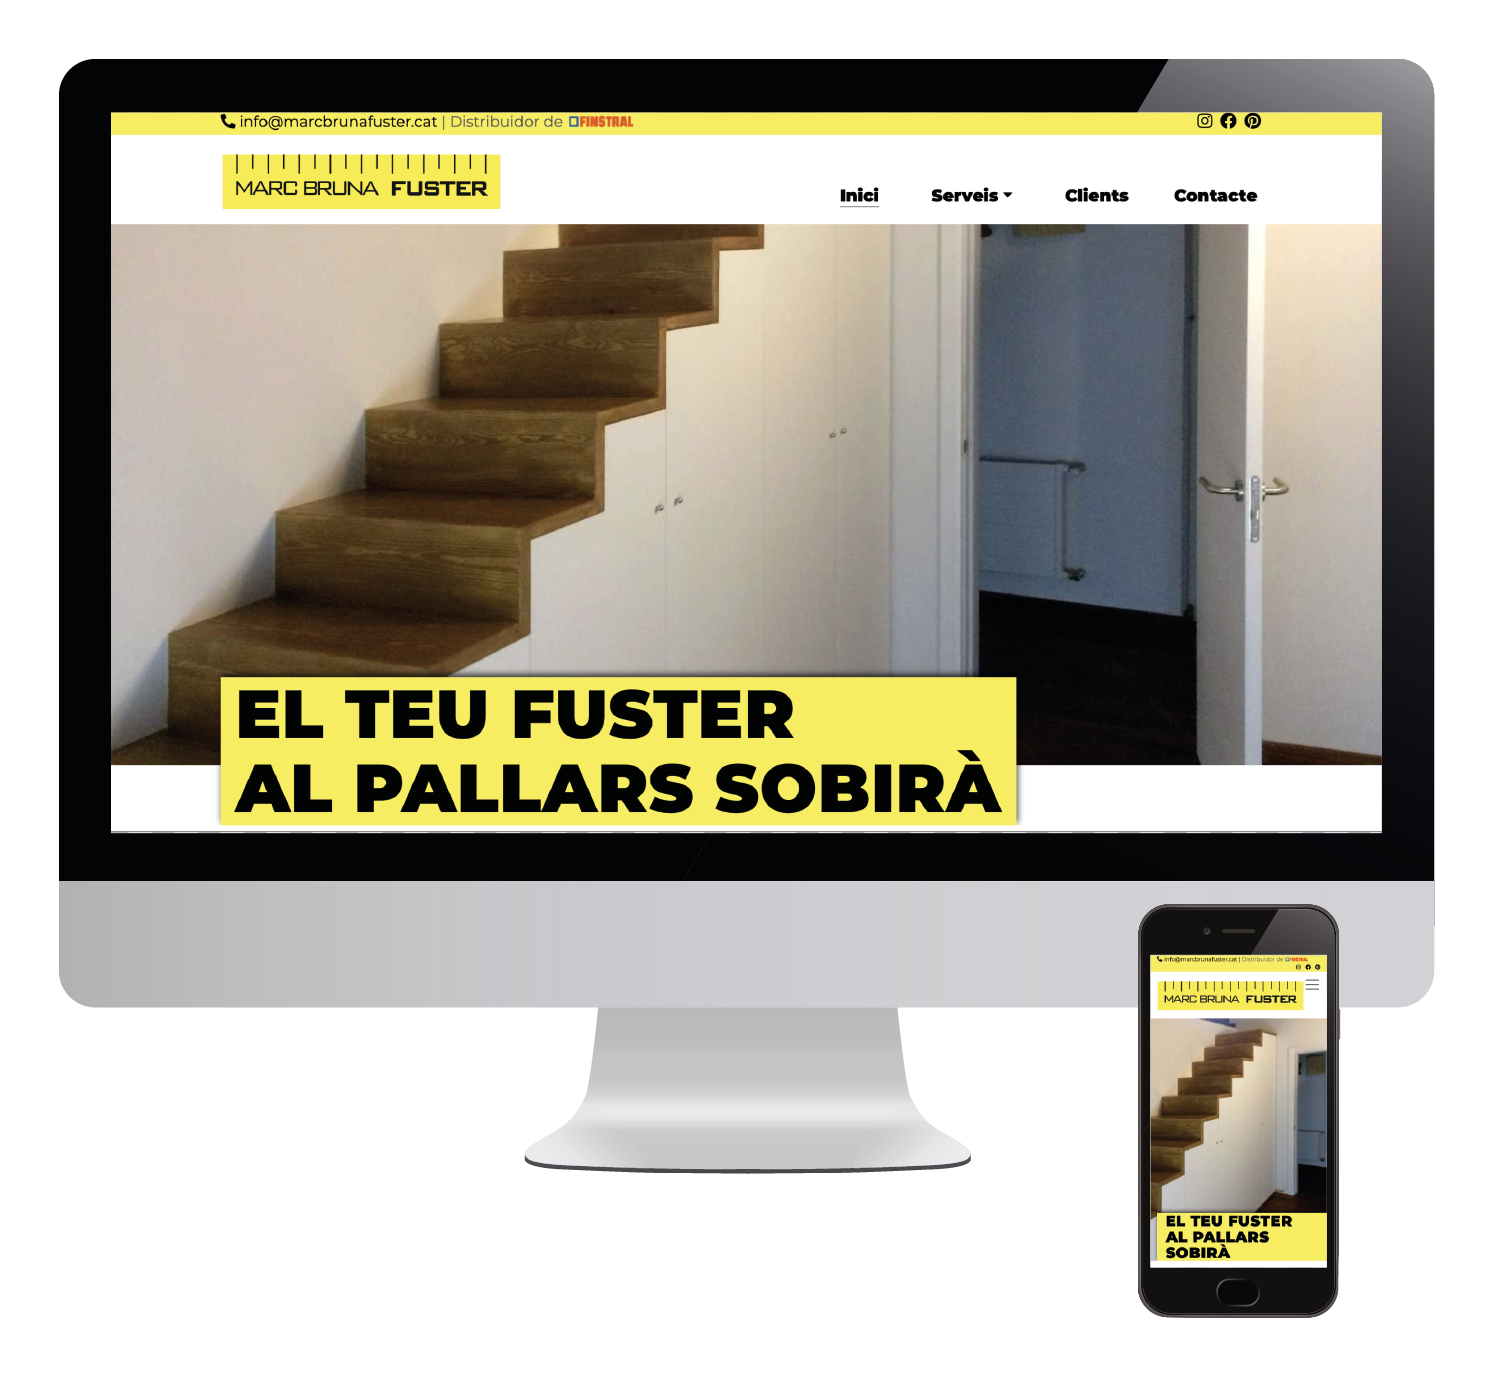 info@marcbrunafuster.cat | Distribuidor de FINSTRAL
MARC BRUNA FUSTER
Inici Serveis Clients Contacte
EL TEU FUSTER
AL PALLARS SOBIRÀ
info@marcbrunafuster.cat | Distribuidor de FINSTRAL
MARC BRUNA FUSTER
EL TEU FUSTER
AL PALLARS
SOBIRÀ